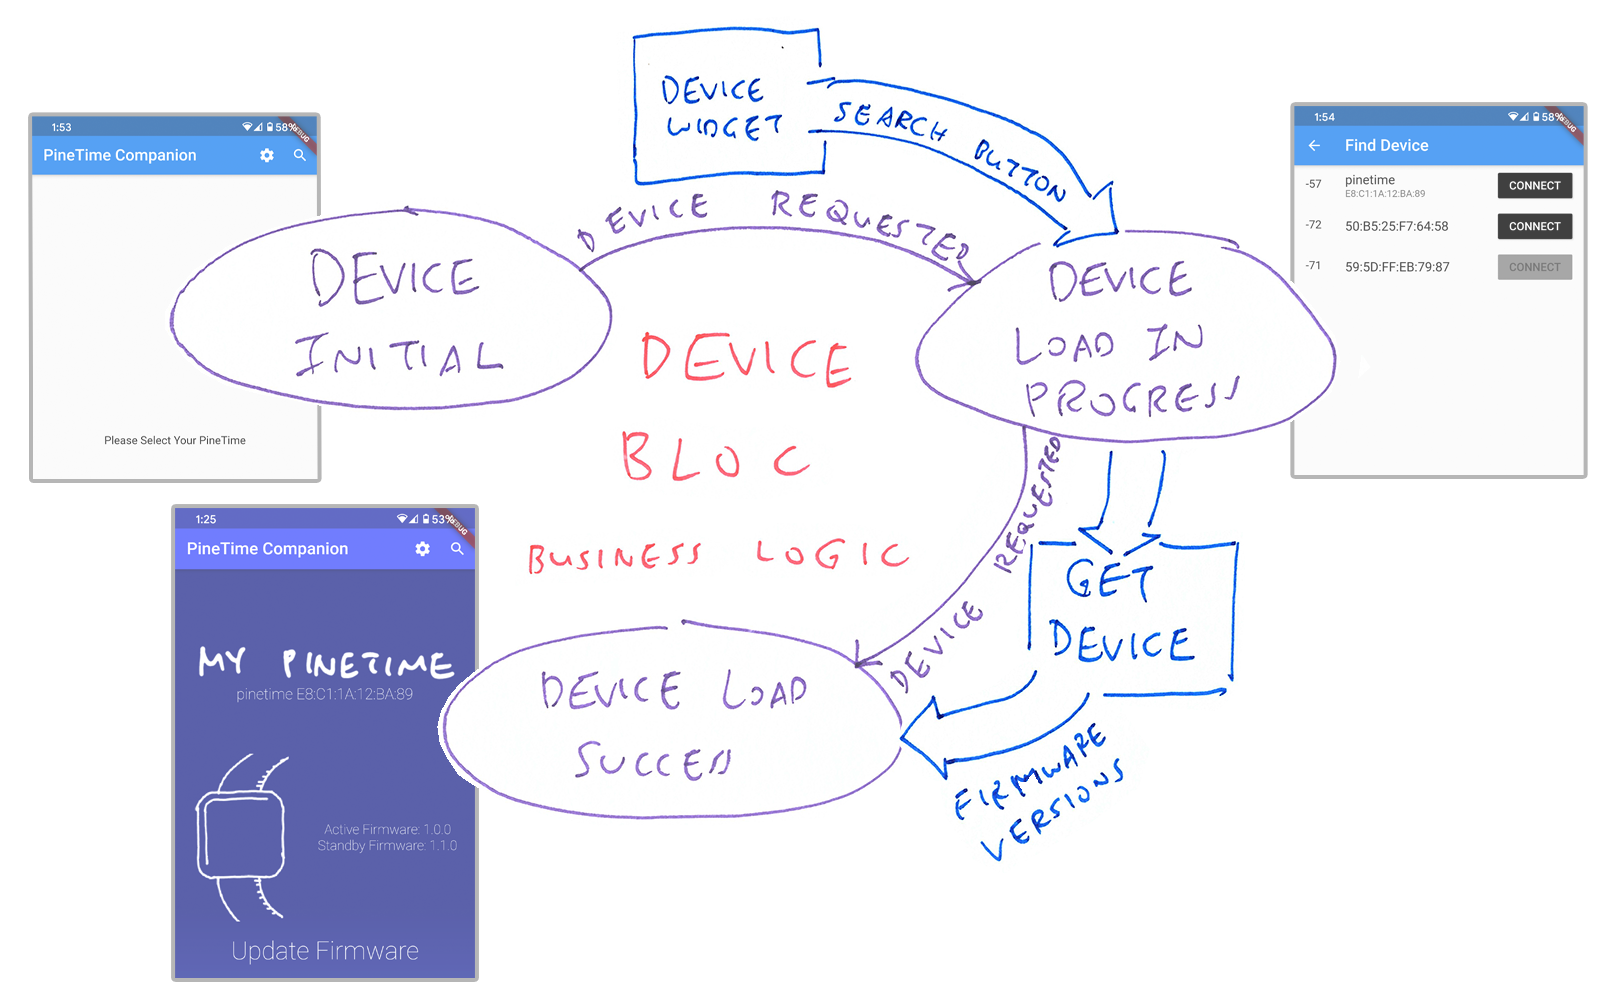 DEVICE
WIDGET
SEARCH BUTTON
1:53
58%
DEBUG
PineTime Companion
Please Select Your PineTime
DEVICE
INITIAL
DEVICE REQUESTED
1:54
58%
DEBUG
Find Device
-57
pinetime
E8:C1:1A:12:BA:89
CONNECT
-72
50:B5:25:F7:64:58
CONNECT
-71
59:5D:FF:EB:79:87
CONNECT
DEVICE
LOAD IN
PROGRESS
DEVICE
BLOC
BUSINESS LOGIC
DEVICE REQUESTED
GET
DEVICE
FIRMWARE
VERSIONS
DEVICE LOAD
SUCCESS
1:25
53%
DEBUG
PineTime Companion
MY PINETIME
pinetime E8:C1:1A:12:BA:89
Active Firmware: 1.0.0
Standby Firmware: 1.1.0
Update Firmware